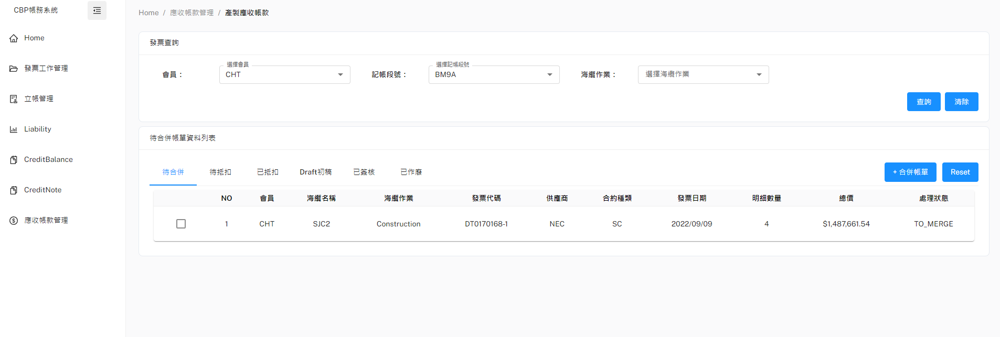 CBP帳務系統
Home
發票工作管理
立帳管理
Liability
CreditBalance
CreditNote
應收帳款管理
Home / 應收帳款管理 / 產製應收帳款
發票查詢
會員： 選擇會員 CHT 記帳段號： 選擇記帳段號 BM9A 海纜作業： 選擇海纜作業
查詢 清除
待合併帳單資料列表
待合併 待抵扣 已抵扣 Draft初稿 已簽核 已作廢 + 合併帳單 Reset
NO 會員 海纜名稱 海纜作業 發票代碼 供應商 合約種類 發票日期 明細數量 總價 處理狀態
1 CHT SJC2 Construction DT0170168-1 NEC SC 2022/09/09 4 $1,487,661.54 TO_MERGE